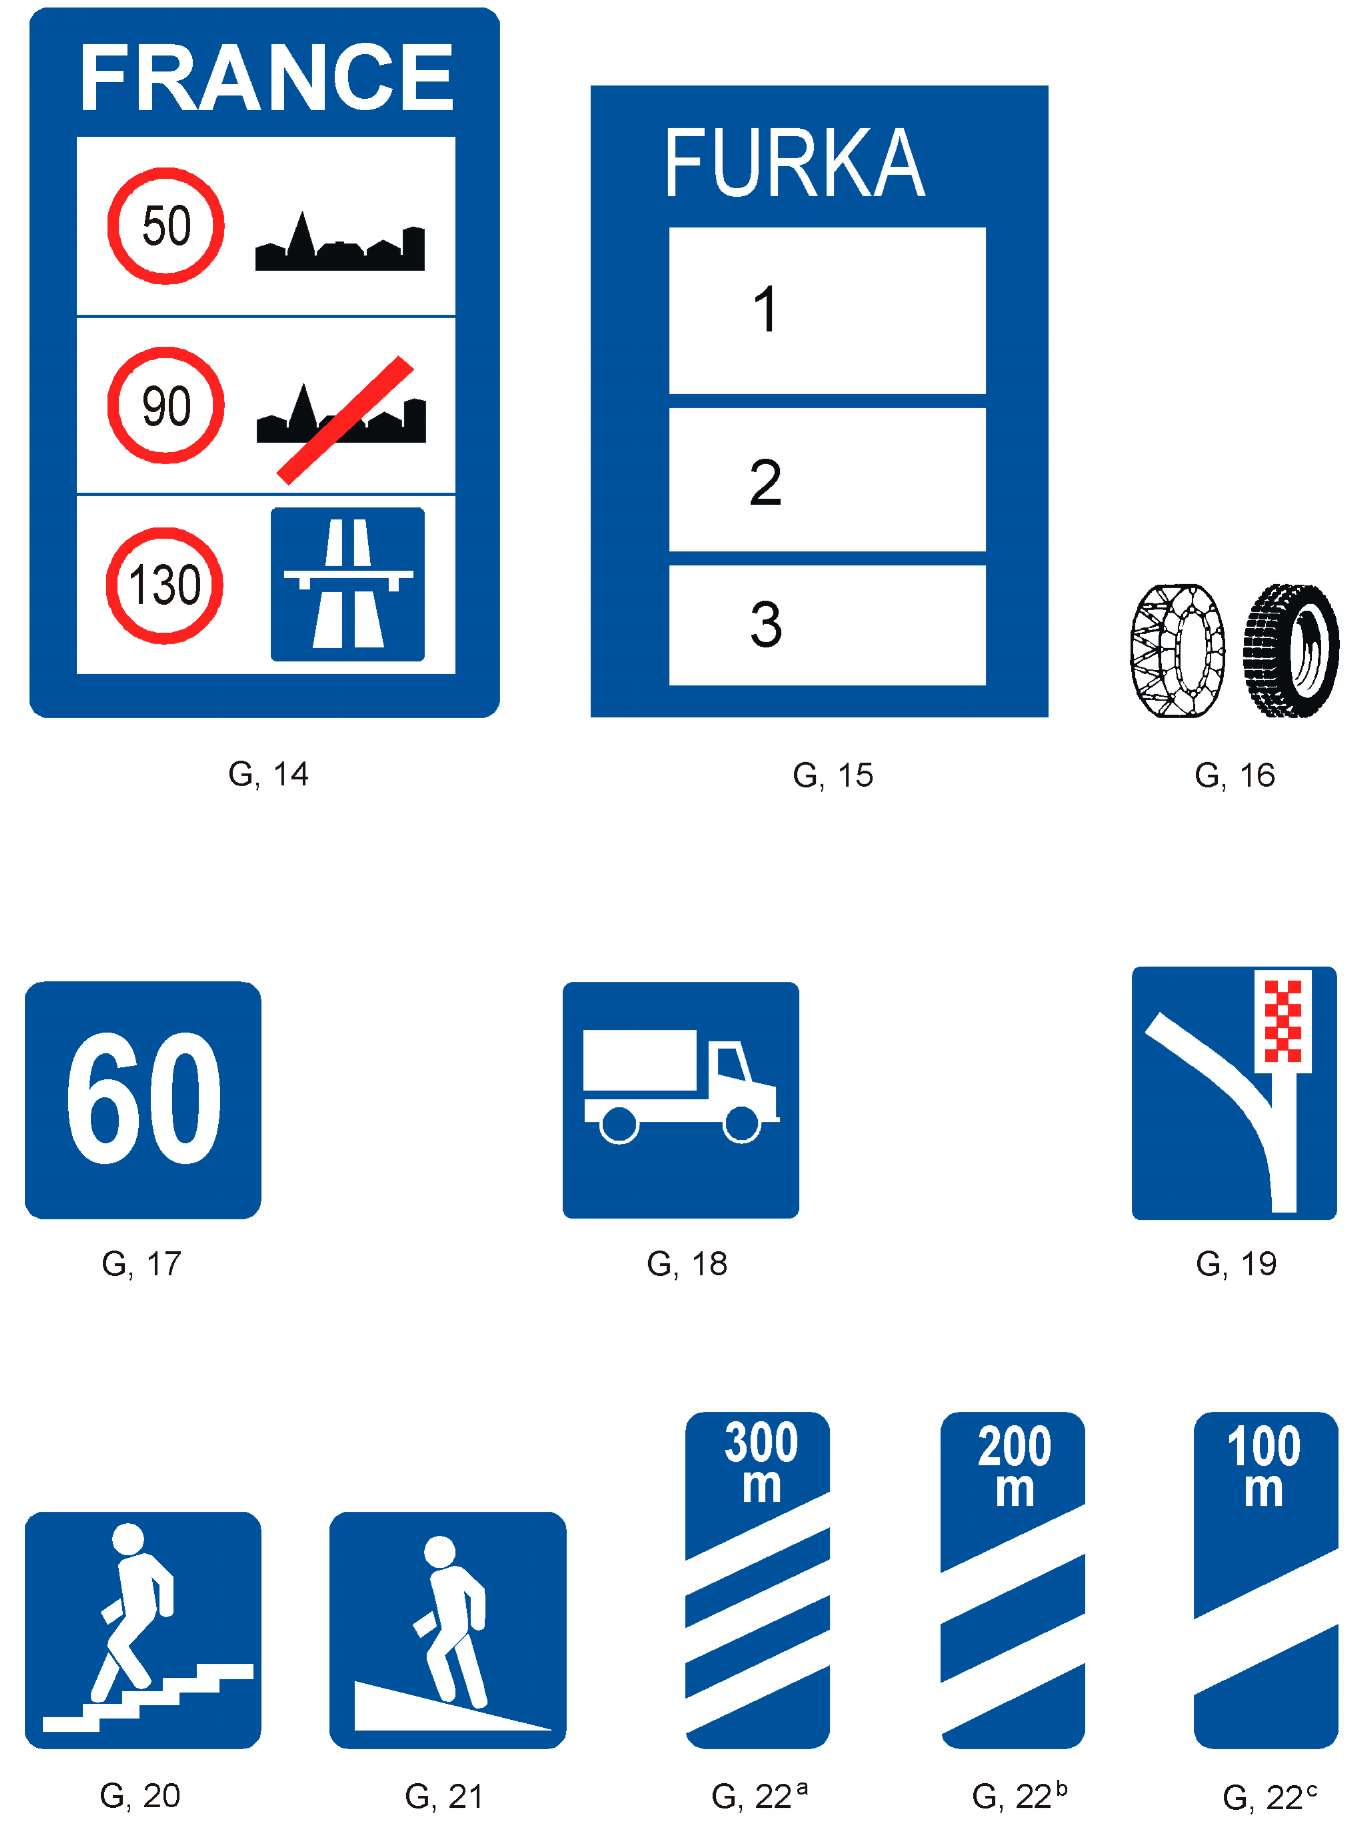 FRANCE
50
90
130
G, 14
FURKA
1
2
3
G, 15
G, 16
60
G, 17
G, 18
G, 19
G, 20
G, 21
300
m
G, 22ᵃ
200
m
G, 22ᵇ
100
m
G, 22ᶜ